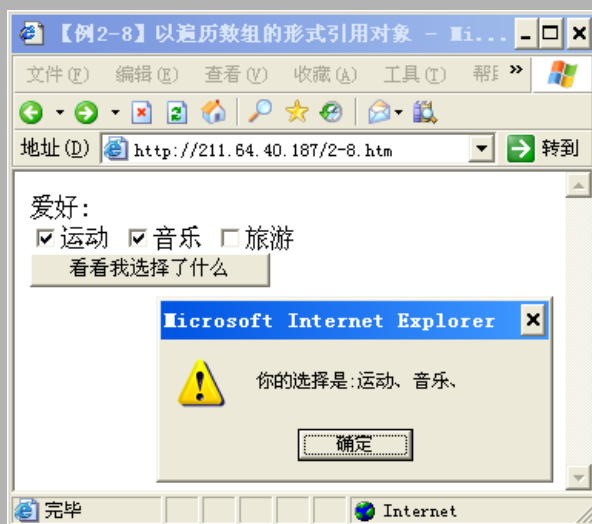 【例2-8】以遍历数组的形式引用对象 - Mi...
文件(F) 编辑(E) 查看(V) 收藏(A) 工具(T) »
地址(D) http://211.64.40.187/2-8.htm 转到
爱好:
运动 音乐 旅游
看看我选择了什么
Microsoft Internet Explorer
你的选择是:运动、音乐、
确定
完毕 Internet